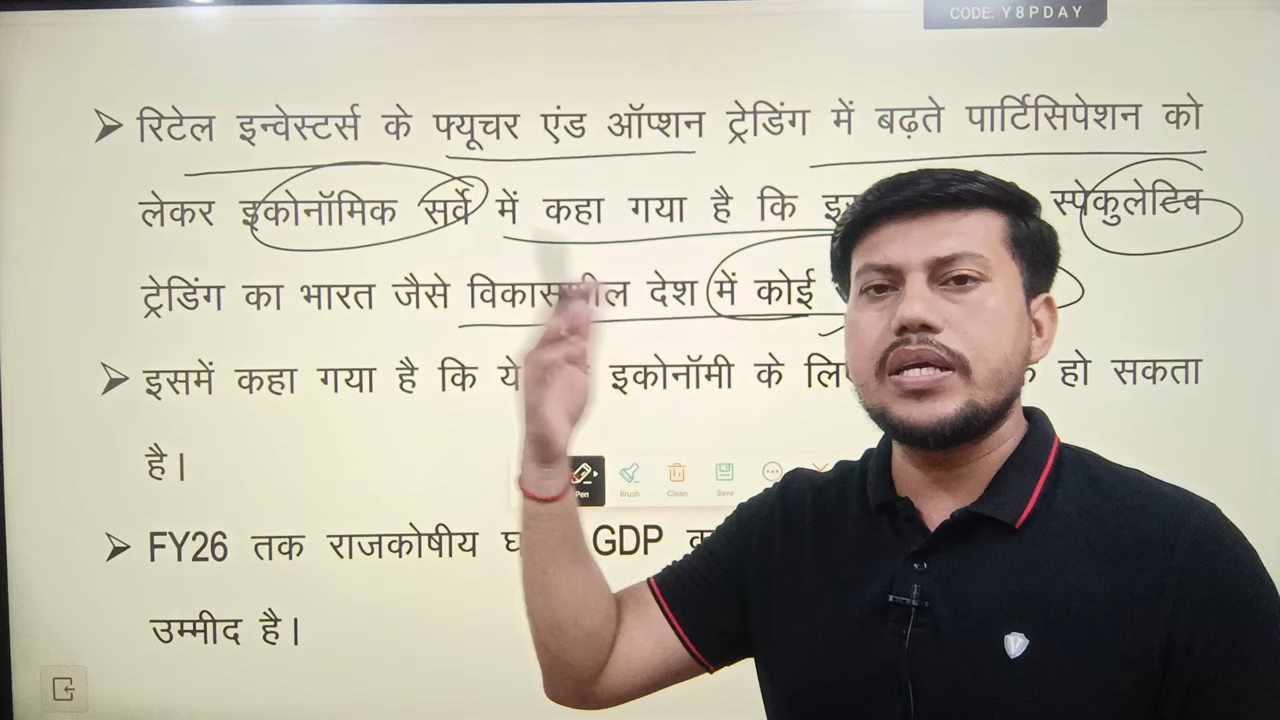 CODE: Y8PDAY
➤ रिटेल इन्वेस्टर्स के फ्यूचर एंड ऑप्शन ट्रेडिंग में बढ़ते पार्टिसिपेशन को
लेकर इकोनॉमिक सर्वे में कहा गया है कि स्पेकुलेटिव
ट्रेडिंग का भारत जैसे विकासशील देश में कोई
➤ इसमें कहा गया है कि ये इकोनॉमी के हो सकता
है।
Pen Brush Clean Save
➤ FY26 तक राजकोषीय GDP
उम्मीद है।